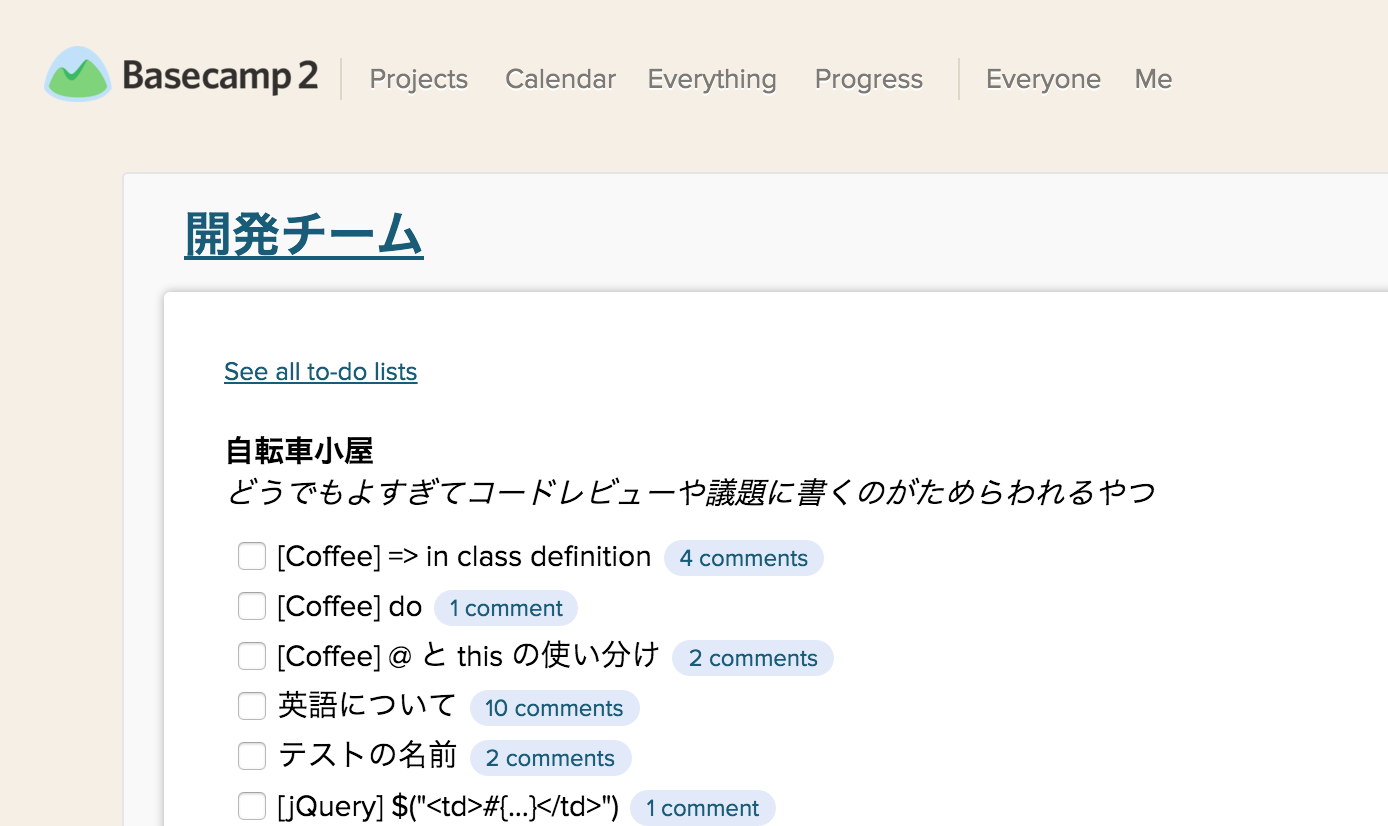 Basecamp 2 Projects Calendar Everything Progress Everyone Me
開発チーム
See all to-do lists
自転車小屋
どうでもよすぎてコードレビューや議題に書くのがためらわれるやつ
[Coffee] => in class definition 4 comments
[Coffee] do 1 comment
[Coffee] @ と this の使い分け 2 comments
英語について 10 comments
テストの名前 2 comments
[jQuery] $("<td>#{...}</td>") 1 comment